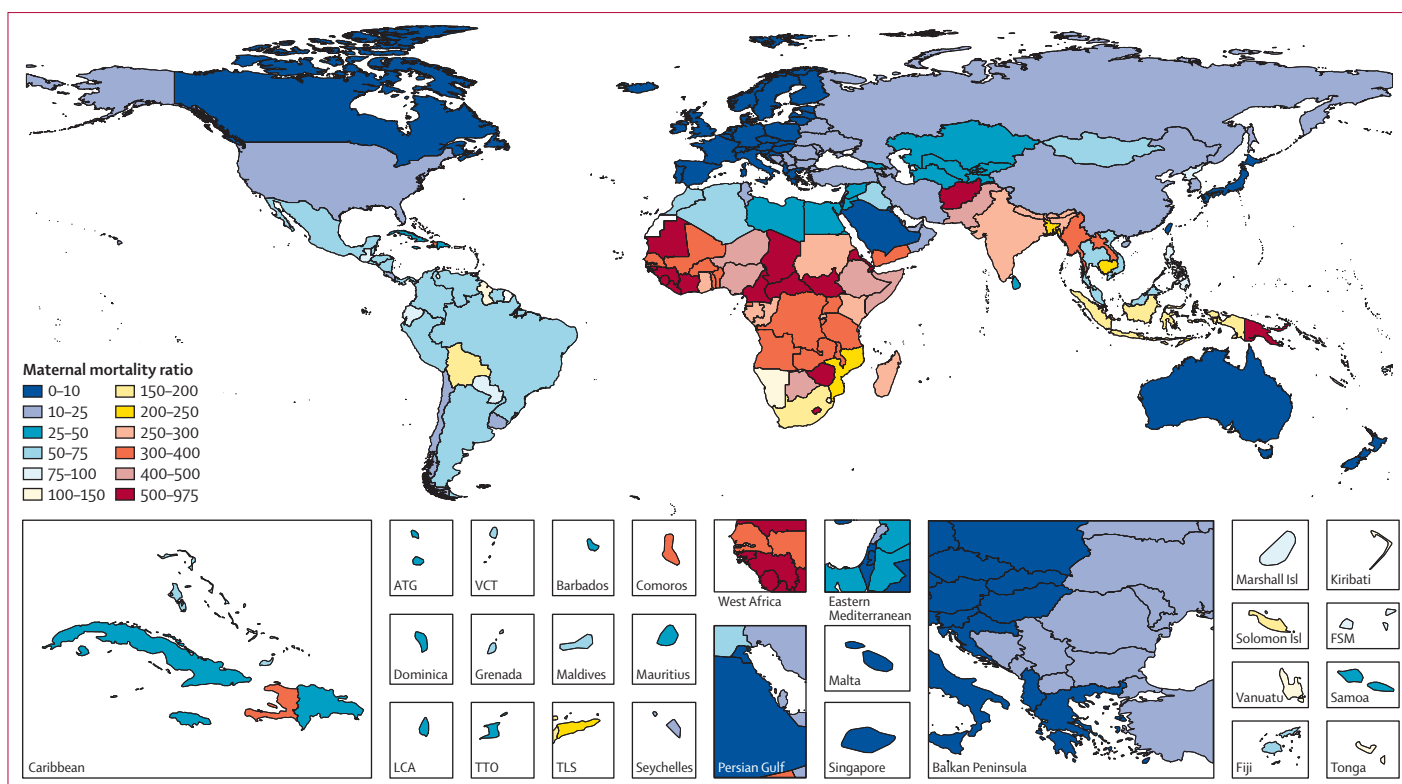 Maternal mortality ratio
0–10
10–25
25–50
50–75
75–100
100–150
150–200
200–250
250–300
300–400
400–500
500–975
Caribbean
ATG
VCT
Barbados
Comoros
Dominica
Grenada
Maldives
Mauritius
LCA
TTO
TLS
Seychelles
West Africa
Eastern
Mediterranean
Persian Gulf
Malta
Singapore
Balkan Peninsula
Marshall Isl
Kiribati
Solomon Isl
FSM
Vanuatu
Samoa
Fiji
Tonga